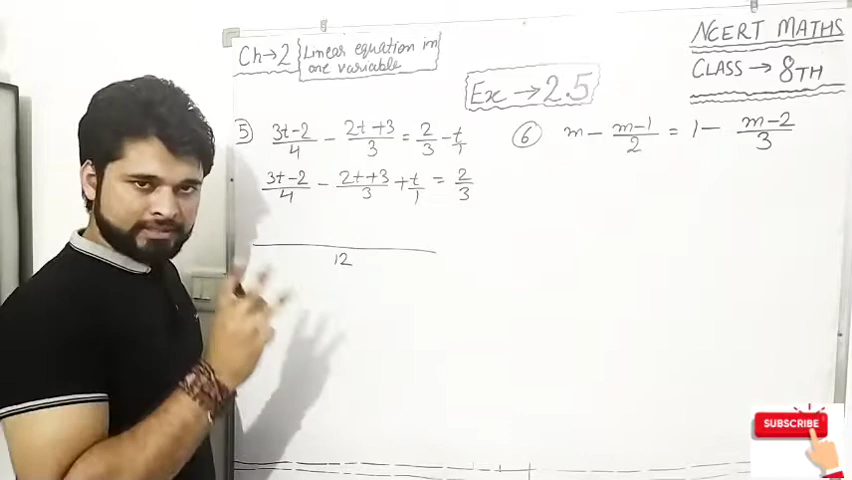 Ch→2 { Linear equation in
one variable
NCERT MATHS
CLASS → 8TH
Ex → 2.5
5 (3t-2)/4 - (2t+3)/3 = 2/3 - t/1
(3t-2)/4 - (2t+3)/3 + t/1 = 2/3
12
6 m - (m-1)/2 = 1 - (m-2)/3
SUBSCRIBE